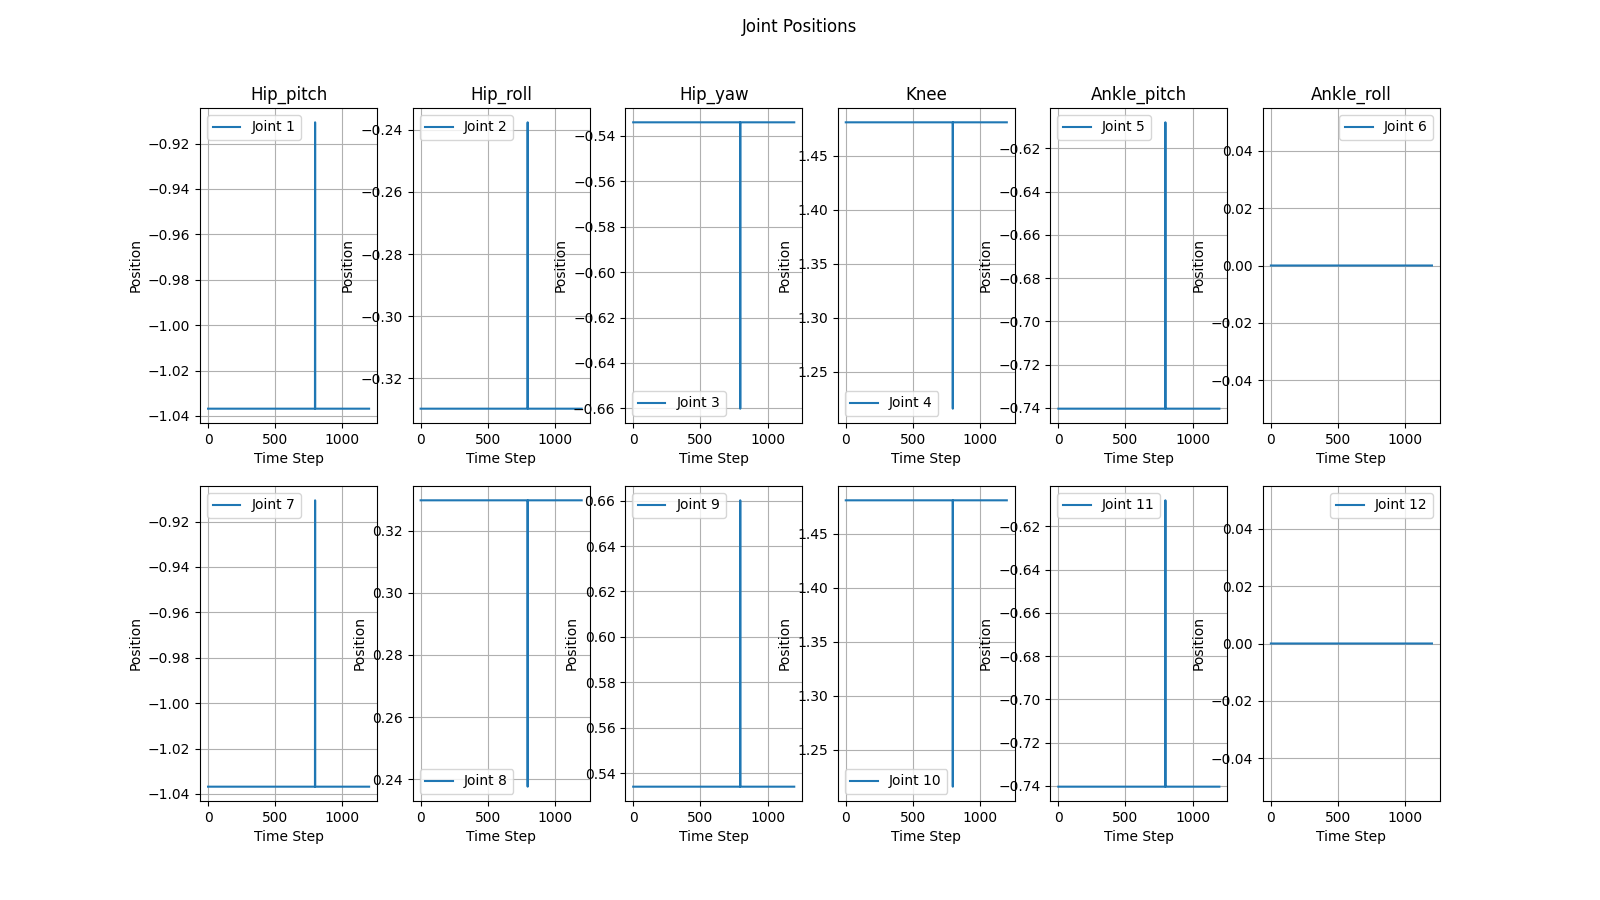 Joint Positions
Hip_pitch Hip_roll Hip_yaw Knee Ankle_pitch Ankle_roll
Position
−0.92
−0.94
−0.96
−0.98
−1.00
−1.02
−1.04
Joint 1
0 500 1000
Time Step
Position
−0.24
−0.26
−0.28
−0.30
−0.32
Joint 2
0 500 1000
Time Step
Position
−0.54
−0.56
−0.58
−0.60
−0.62
−0.64
−0.66
Joint 3
0 500 1000
Time Step
Position
1.45
1.40
1.35
1.30
1.25
Joint 4
0 500 1000
Time Step
Position
−0.62
−0.64
−0.66
−0.68
−0.70
−0.72
−0.74
Joint 5
0 500 1000
Time Step
Position
0.04
0.02
0.00
−0.02
−0.04
Joint 6
0 500 1000
Time Step
Position
−0.92
−0.94
−0.96
−0.98
−1.00
−1.02
−1.04
Joint 7
0 500 1000
Time Step
Position
0.32
0.30
0.28
0.26
0.24
Joint 8
0 500 1000
Time Step
Position
0.66
0.64
0.62
0.60
0.58
0.56
0.54
Joint 9
0 500 1000
Time Step
Position
1.45
1.40
1.35
1.30
1.25
Joint 10
0 500 1000
Time Step
Position
−0.62
−0.64
−0.66
−0.68
−0.70
−0.72
−0.74
Joint 11
0 500 1000
Time Step
Position
0.04
0.02
0.00
−0.02
−0.04
Joint 12
0 500 1000
Time Step